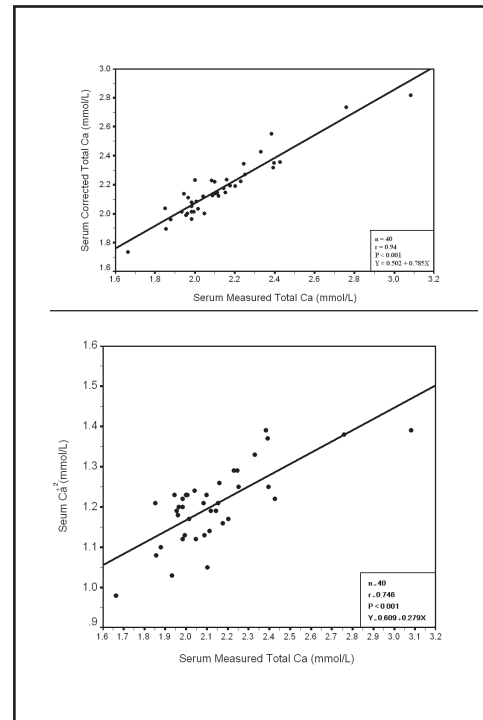 Serum Corrected Total Ca (mmol/L)
3.0
2.8
2.6
2.4
2.2
2.0
1.8
1.6
n = 40
r = 0.94
P < 0.001
Y = 0.502 + 0.785X
1.6 1.8 2.0 2.2 2.4 2.6 2.8 3.0 3.2
Serum Measured Total Ca (mmol/L)
Seum Ca+2 (mmol/L)
1.6
1.5
1.4
1.3
1.2
1.1
1.0
.9
n=40
r=0,746
P<0.001
Y=0.609+0.279X
1.6 1.7 1.8 1.9 2.0 2.1 2.2 2.3 2.4 2.5 2.6 2.7 2.8 2.9 3.0 3.1 3.2
Serum Measured Total Ca (mmol/L)